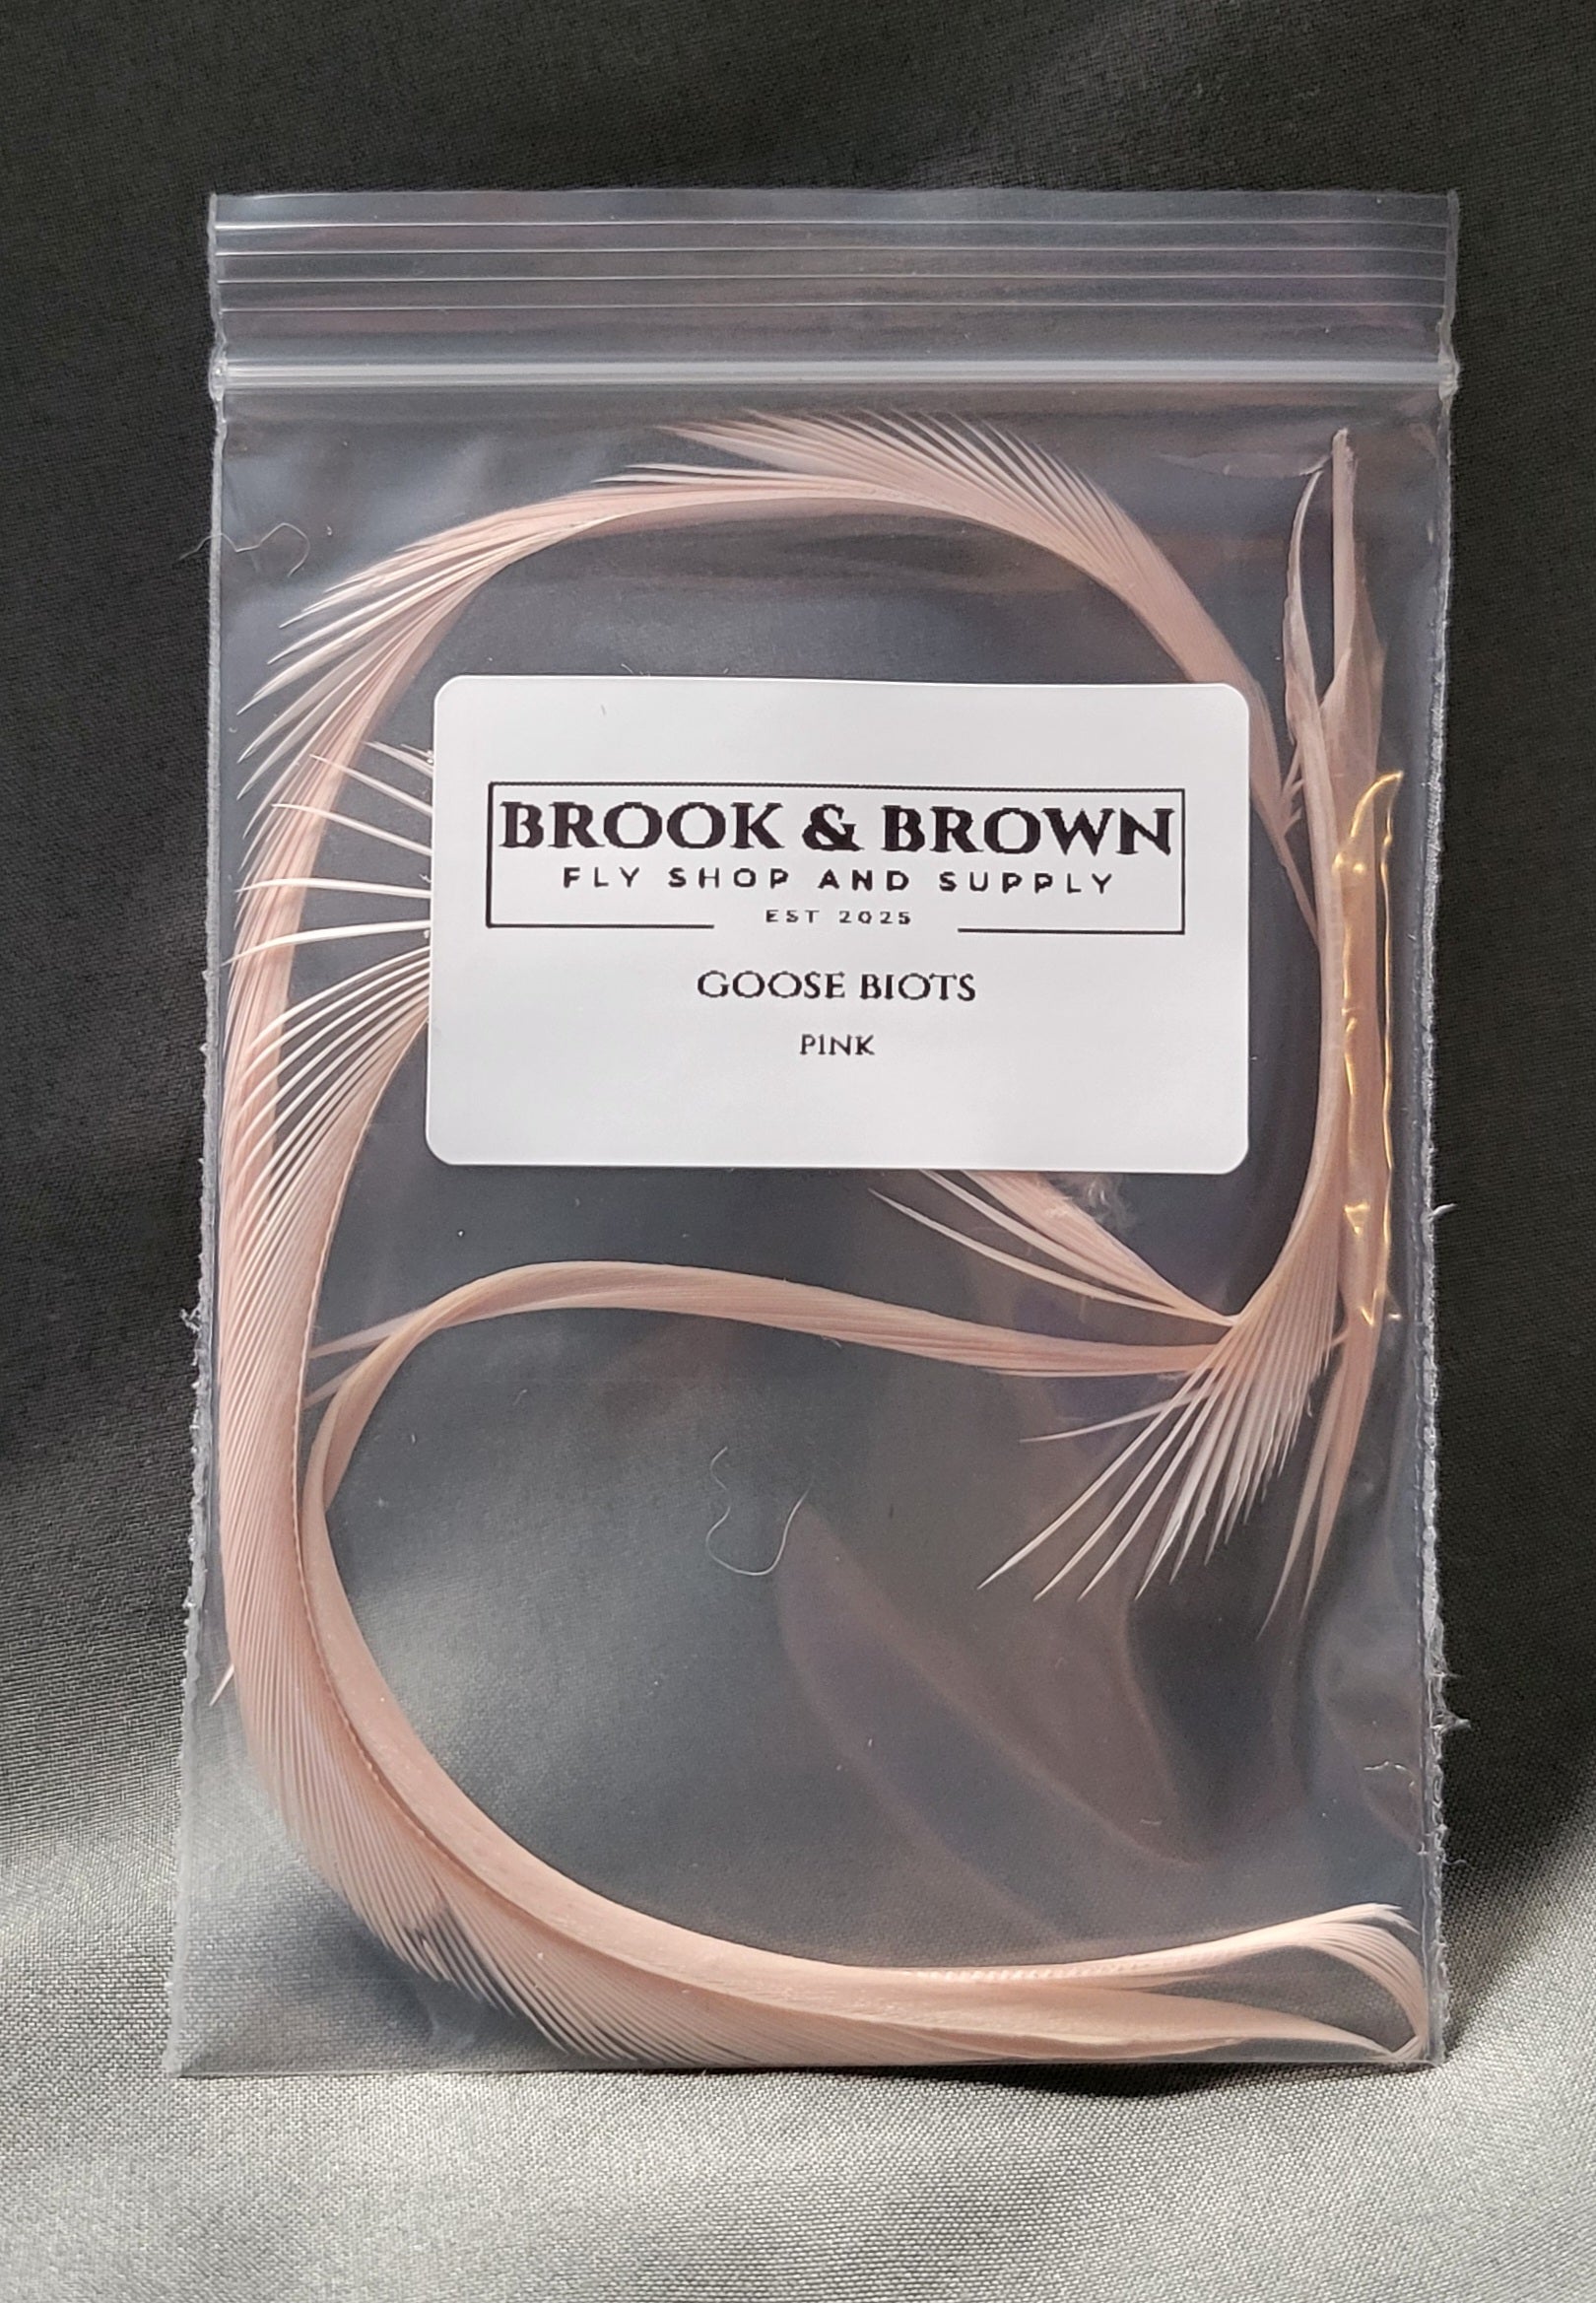 BROOK & BROWN
FLY SHOP AND SUPPLY
EST 2025
GOOSE BIOTS
PINK